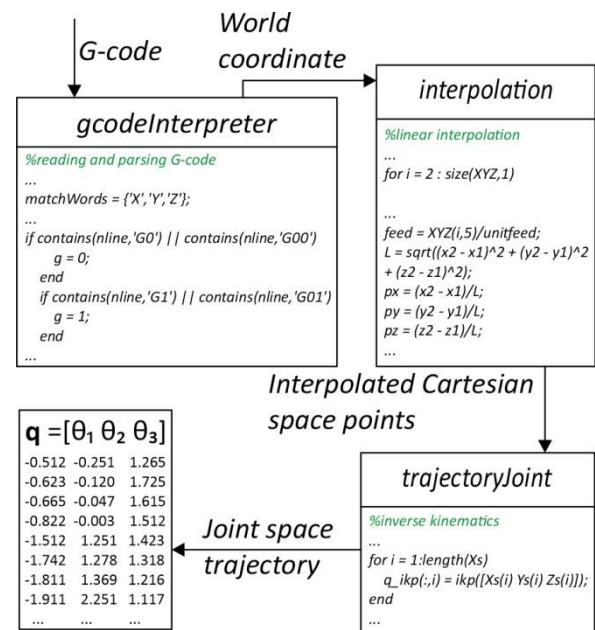 G-code
World
coordinate
gcodeInterpreter
%reading and parsing G-code
...
matchWords = {'X','Y','Z'};
...
if contains(nline,'G0') || contains(nline,'G00')
g = 0;
end
if contains(nline,'G1') || contains(nline,'G01')
g = 1;
end
...
interpolation
%linear interpolation
...
for i = 2 : size(XYZ,1)
...
feed = XYZ(i,5)/unitfeed;
L = sqrt((x2 - x1)^2 + (y2 - y1)^2
+ (z2 - z1)^2);
px = (x2 - x1)/L;
py = (y2 - y1)/L;
pz = (z2 - z1)/L;
...
Interpolated Cartesian
space points
trajectoryJoint
%inverse kinematics
...
for i = 1:length(Xs)
q_ikp(:,i) = ikp([Xs(i) Ys(i) Zs(i)]);
end
...
Joint space
trajectory
q =[θ₁ θ₂ θ₃]
-0.512 -0.251 1.265
-0.623 -0.120 1.725
-0.665 -0.047 1.615
-0.822 -0.003 1.512
-1.512 1.251 1.423
-1.742 1.278 1.318
-1.811 1.369 1.216
-1.911 2.251 1.117
... ... ...